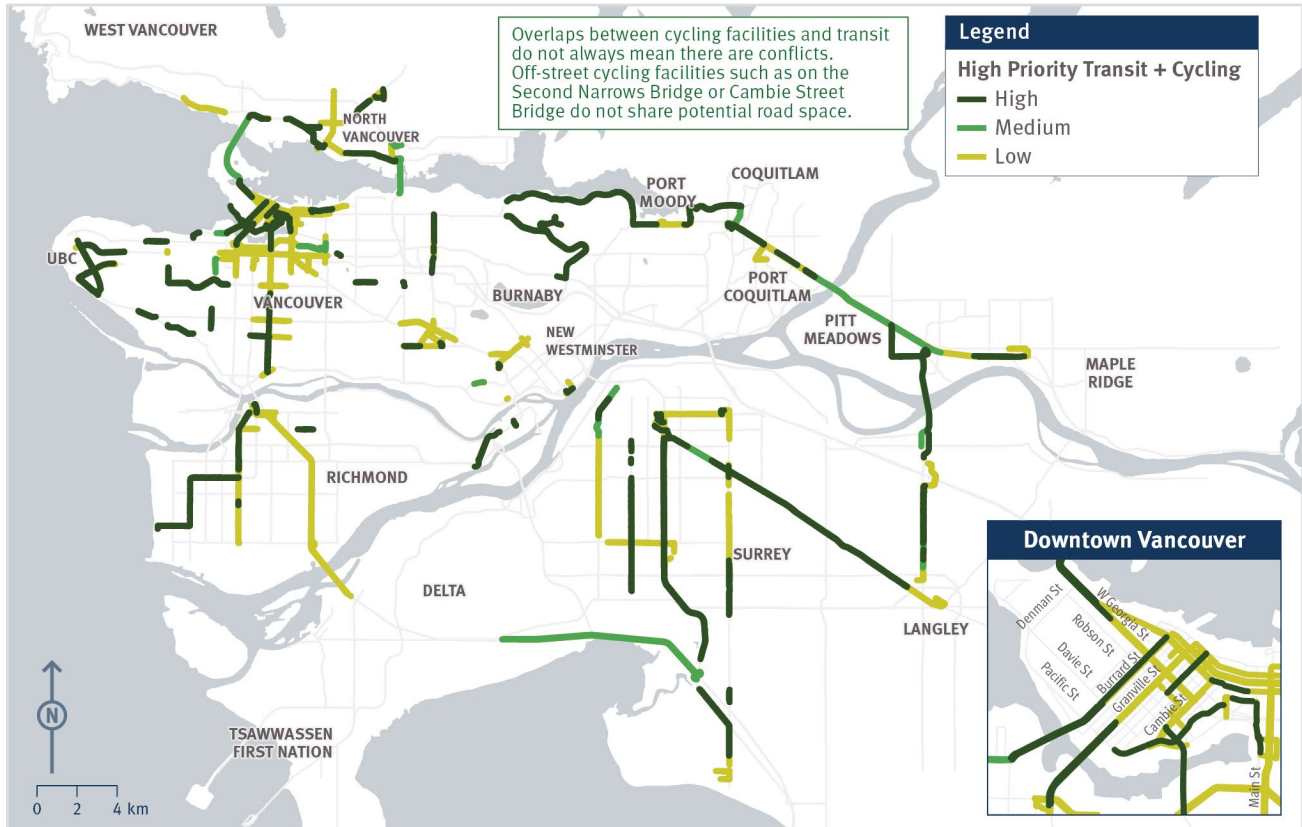 WEST VANCOUVER
Overlaps between cycling facilities and transit
do not always mean there are conflicts.
Off-street cycling facilities such as on the
Second Narrows Bridge or Cambie Street
Bridge do not share potential road space.
Legend
High Priority Transit + Cycling
High
Medium
Low
NORTH
VANCOUVER
PORT
MOODY
COQUITLAM
UBC
VANCOUVER
BURNABY
PORT
COQUITLAM
NEW
WESTMINSTER
PITT
MEADOWS
MAPLE
RIDGE
RICHMOND
SURREY
DELTA
LANGLEY
TSAWWASSEN
FIRST NATION
N
0 2 4 km
Downtown Vancouver
Denman St
W Georgia St
Robson St
Davie St
Pacific St
Burrard St
Granville St
Cambie St
Main St